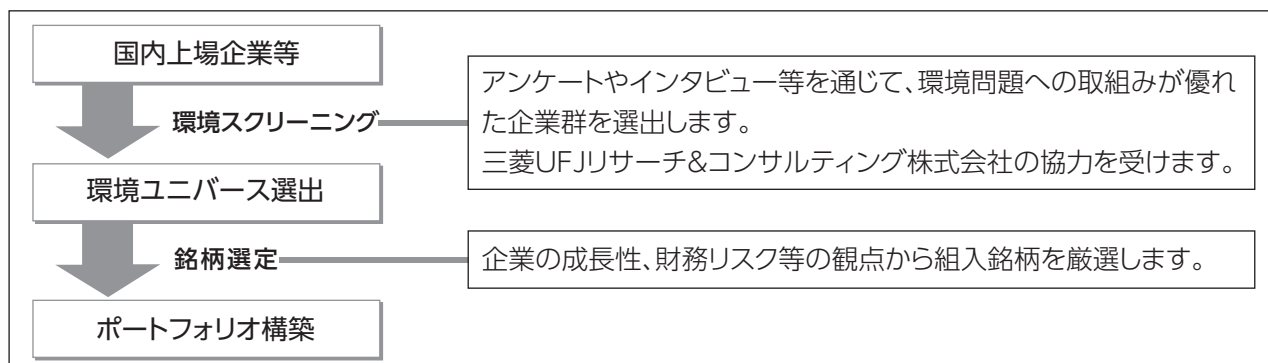 国内上場企業等
環境スクリーニング
アンケートやインタビュー等を通じて、環境問題への取組みが優れ
た企業群を選出します。
三菱UFJリサーチ&コンサルティング株式会社の協力を受けます。
環境ユニバース選出
銘柄選定
企業の成長性、財務リスク等の観点から組入銘柄を厳選します。
ポートフォリオ構築